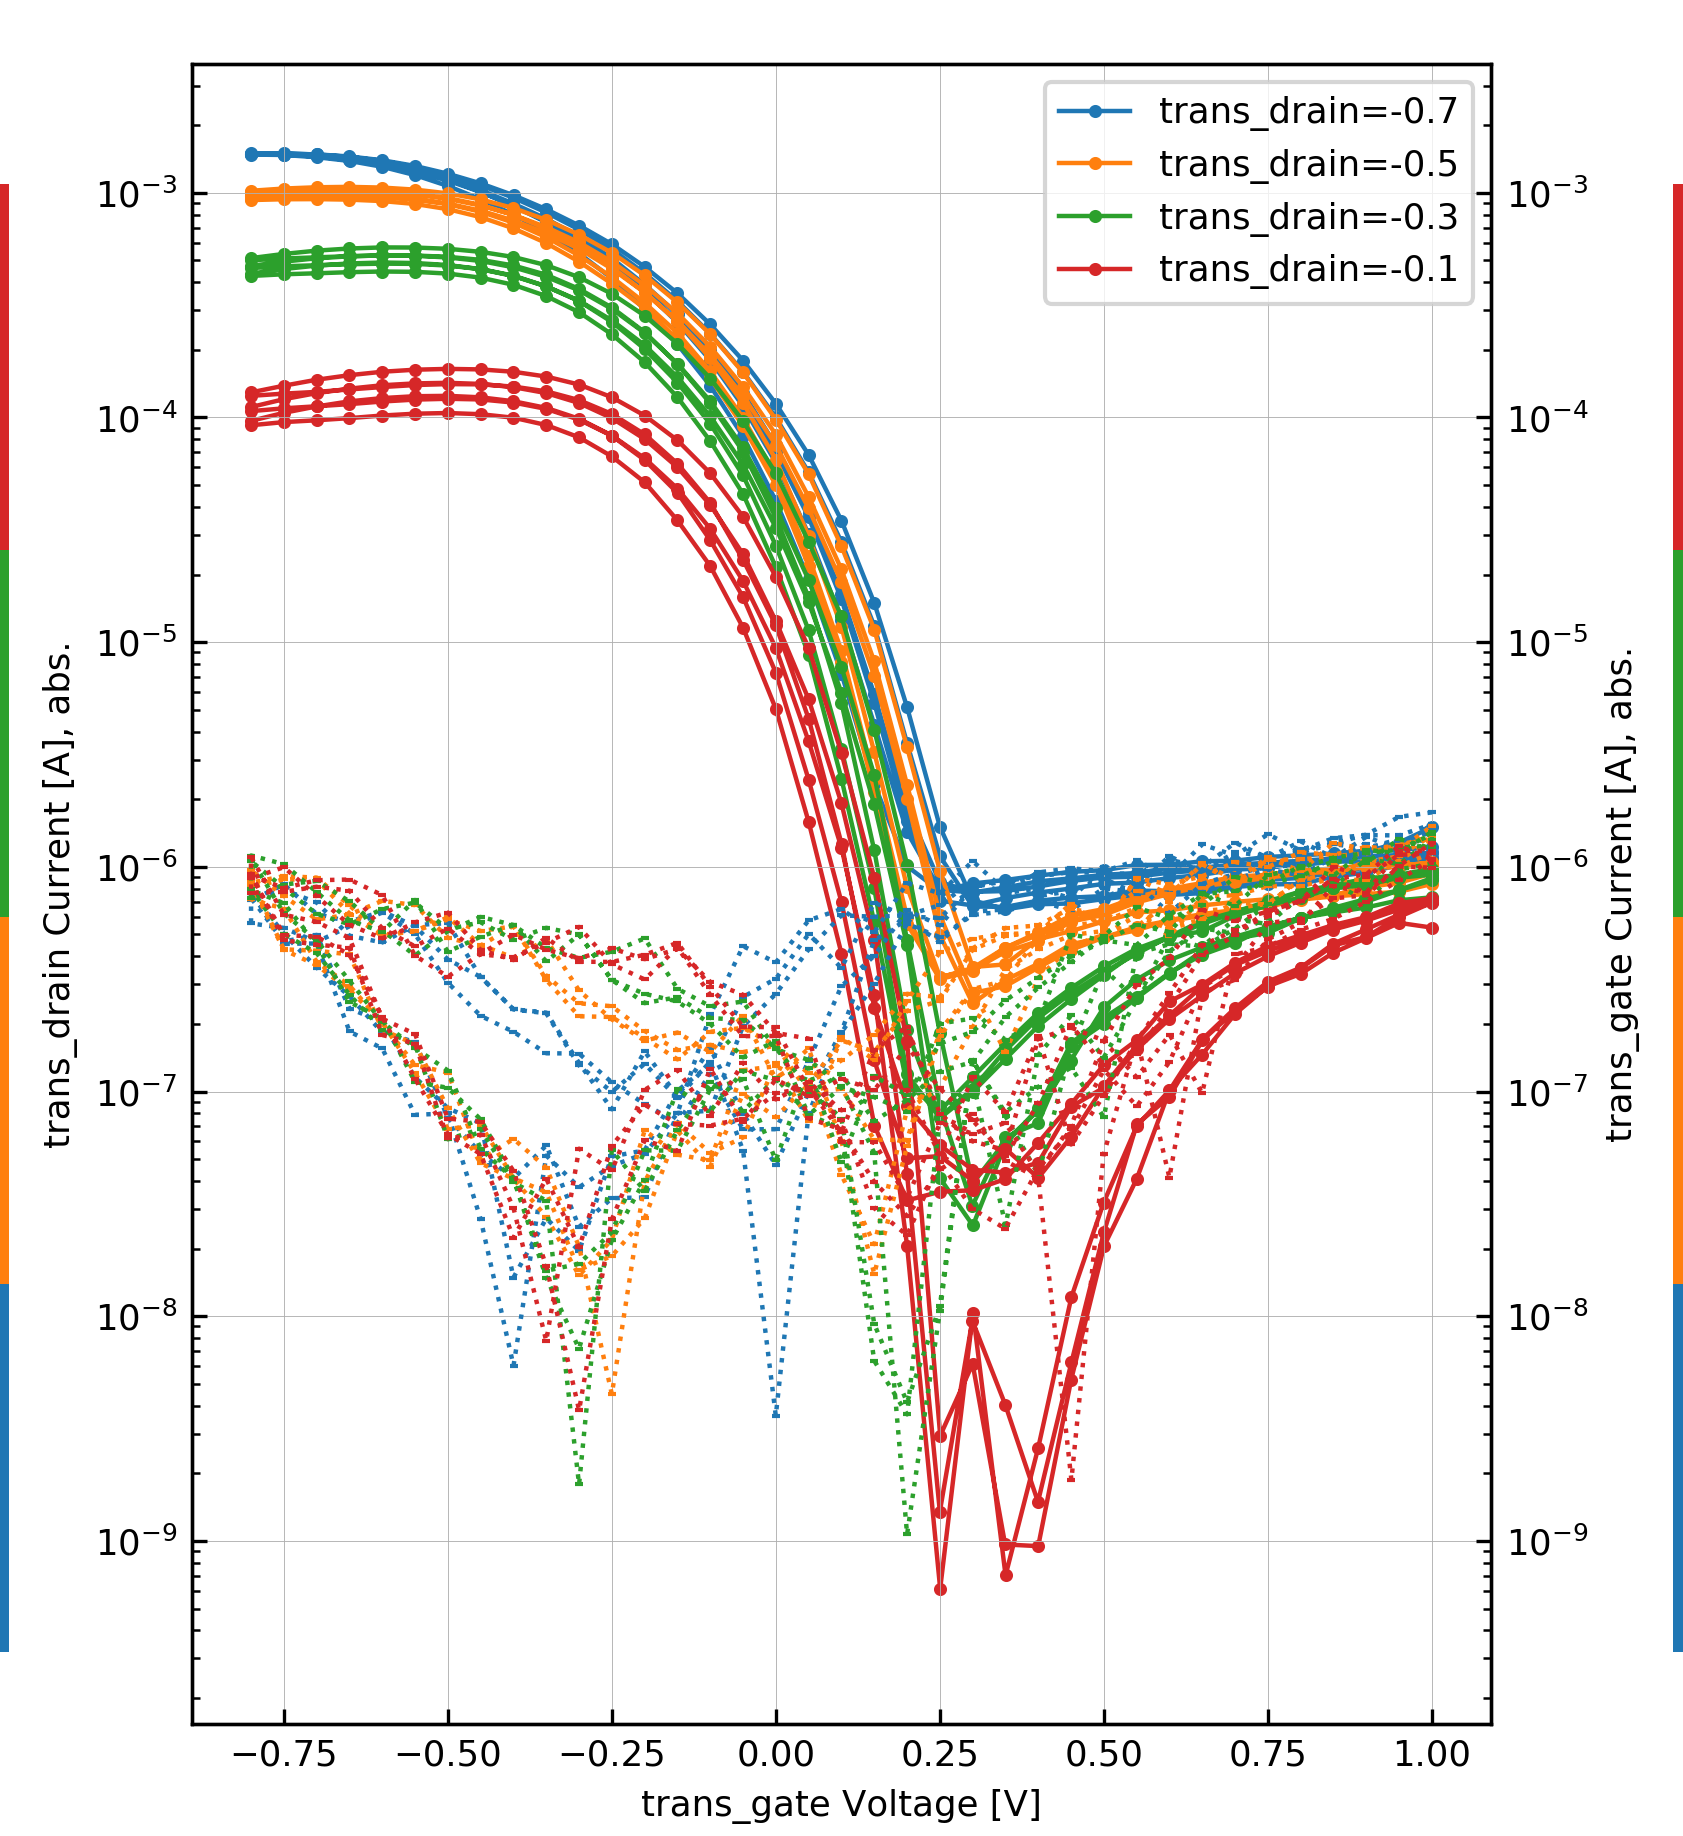 trans_drain=-0.7
trans_drain=-0.5
trans_drain=-0.3
trans_drain=-0.1
trans_drain Current [A], abs.
10⁻³
10⁻⁴
10⁻⁵
10⁻⁶
10⁻⁷
10⁻⁸
10⁻⁹
10⁻³
10⁻⁴
10⁻⁵
10⁻⁶
10⁻⁷
10⁻⁸
10⁻⁹
trans_gate Current [A], abs.
−0.75 −0.50 −0.25 0.00 0.25 0.50 0.75 1.00
trans_gate Voltage [V]